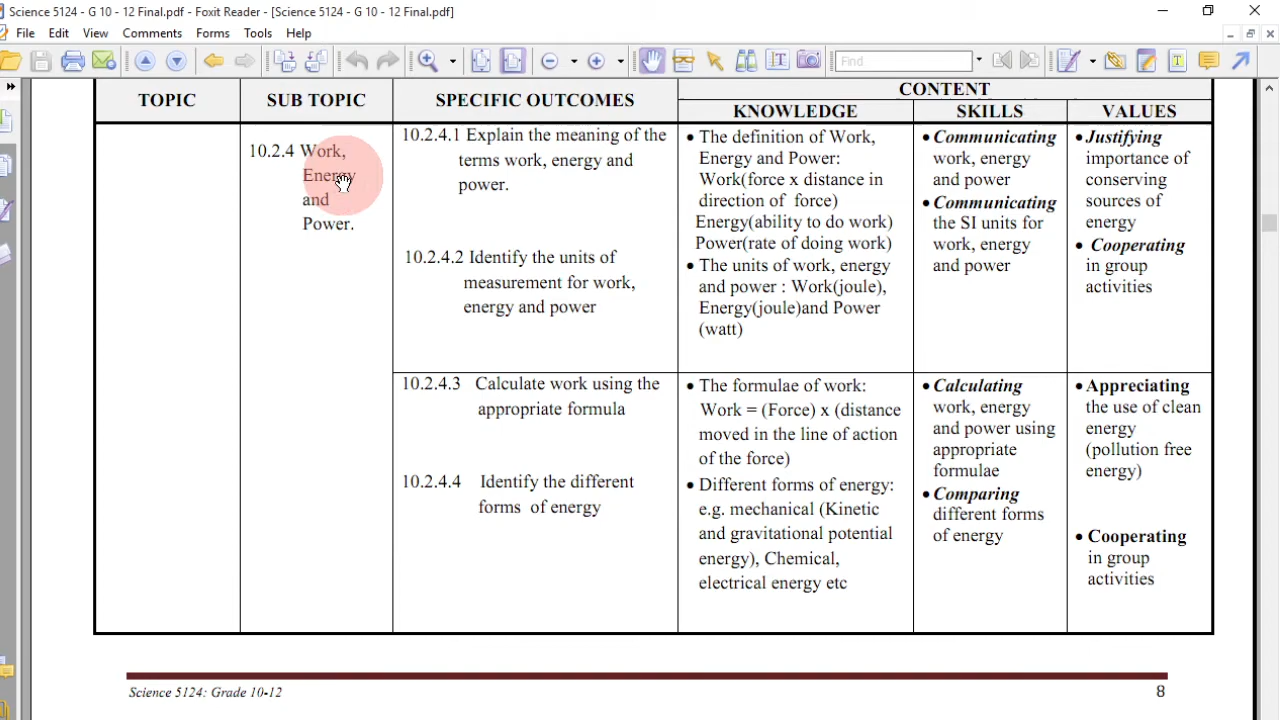 Science 5124 - G 10 - 12 Final.pdf - Foxit Reader - [Science 5124 - G 10 - 12 Final.pdf]
File Edit View Comments Forms Tools Help
Find
TOPIC
SUB TOPIC
SPECIFIC OUTCOMES
CONTENT
KNOWLEDGE
SKILLS
VALUES
10.2.4 Work,
Energy
and
Power.
10.2.4.1 Explain the meaning of the
terms work, energy and
power.
10.2.4.2 Identify the units of
measurement for work,
energy and power
• The definition of Work,
Energy and Power:
Work(force x distance in
direction of force)
Energy(ability to do work)
Power(rate of doing work)
• The units of work, energy
and power : Work(joule),
Energy(joule)and Power
(watt)
• Communicating
work, energy
and power
• Communicating
the SI units for
work, energy
and power
• Justifying
importance of
conserving
sources of
energy
• Cooperating
in group
activities
10.2.4.3 Calculate work using the
appropriate formula
10.2.4.4 Identify the different
forms of energy
• The formulae of work:
Work = (Force) x (distance
moved in the line of action
of the force)
• Different forms of energy:
e.g. mechanical (Kinetic
and gravitational potential
energy), Chemical,
electrical energy etc
• Calculating
work, energy
and power using
appropriate
formulae
• Comparing
different forms
of energy
• Appreciating
the use of clean
energy
(pollution free
energy)
• Cooperating
in group
activities
Science 5124: Grade 10-12
8